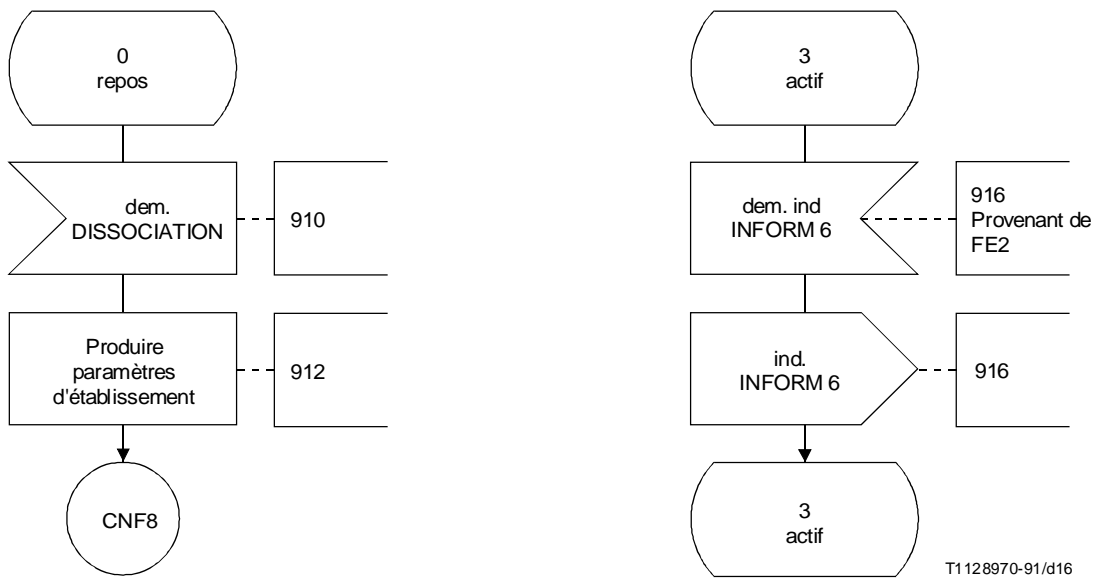 0
repos
dem.
DISSOCIATION
910
Produire
paramètres
d'établissement
912
CNF8
3
actif
dem. ind
INFORM 6
916
Provenant de
FE2
ind.
INFORM 6
916
3
actif
T1128970-91/d16